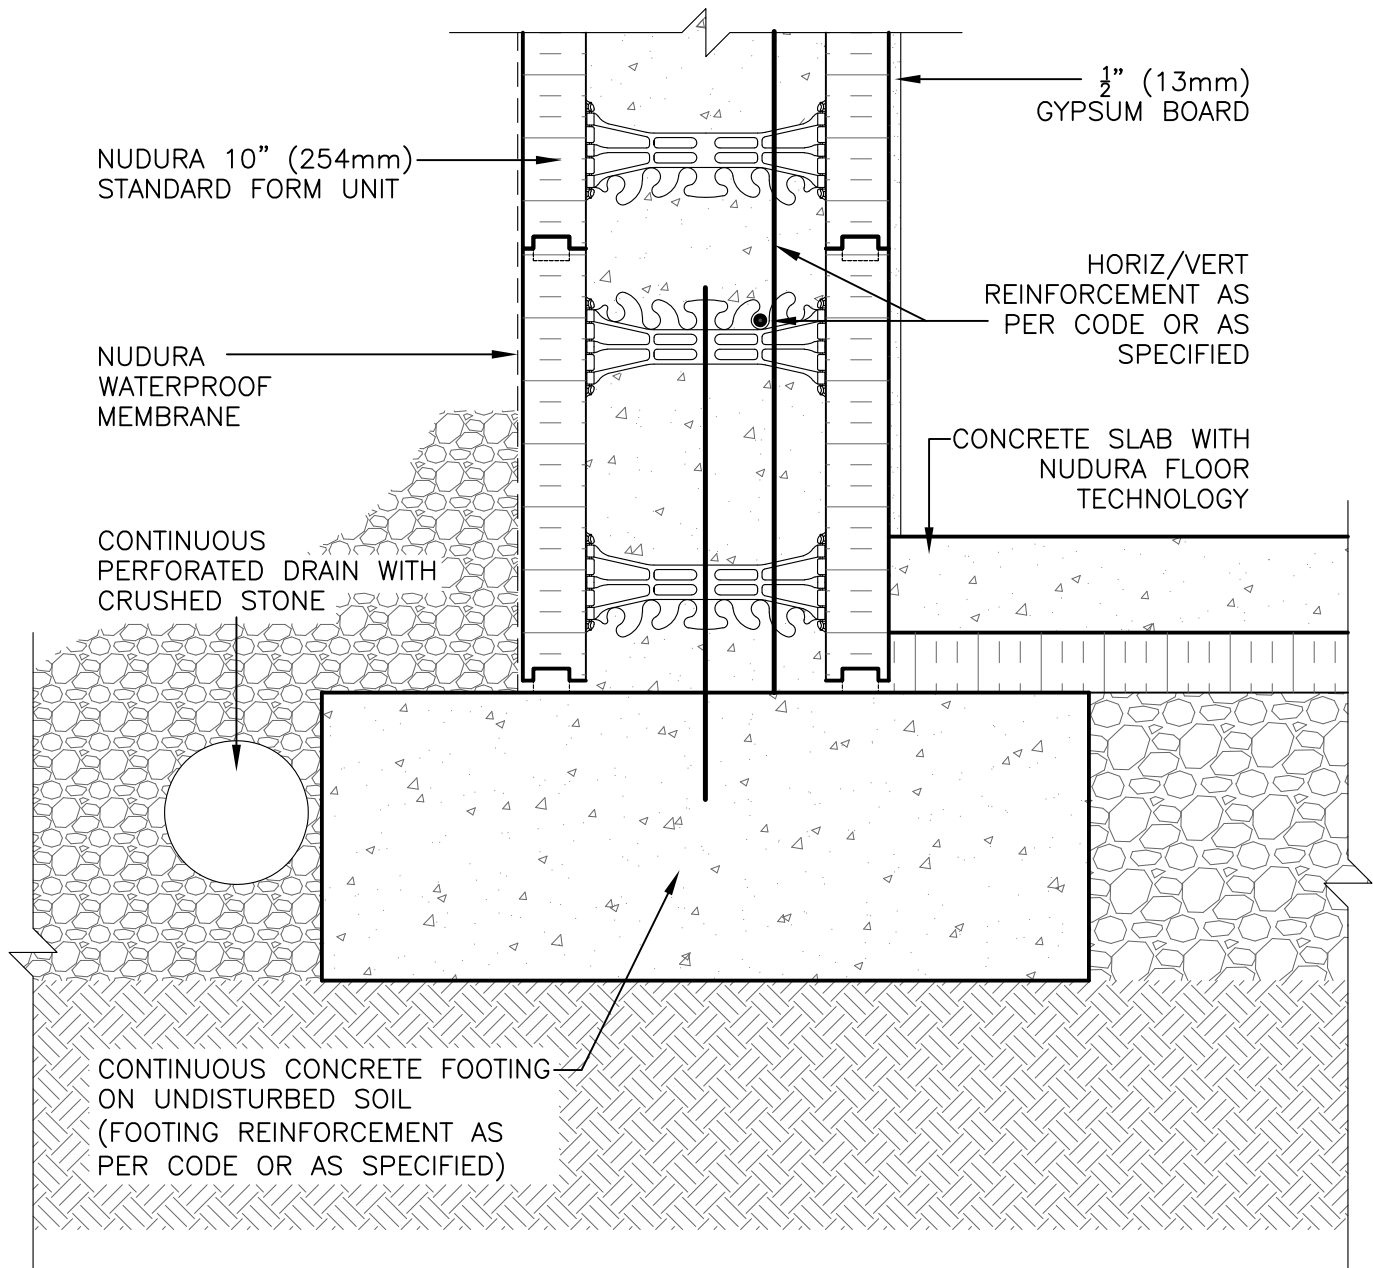 ½” (13mm)
GYPSUM BOARD
NUDURA 10” (254mm)
STANDARD FORM UNIT
HORIZ/VERT
REINFORCEMENT AS
PER CODE OR AS
SPECIFIED
NUDURA
WATERPROOF
MEMBRANE
CONCRETE SLAB WITH
NUDURA FLOOR
TECHNOLOGY
CONTINUOUS
PERFORATED DRAIN WITH
CRUSHED STONE
CONTINUOUS CONCRETE FOOTING
ON UNDISTURBED SOIL
(FOOTING REINFORCEMENT AS
PER CODE OR AS SPECIFIED)